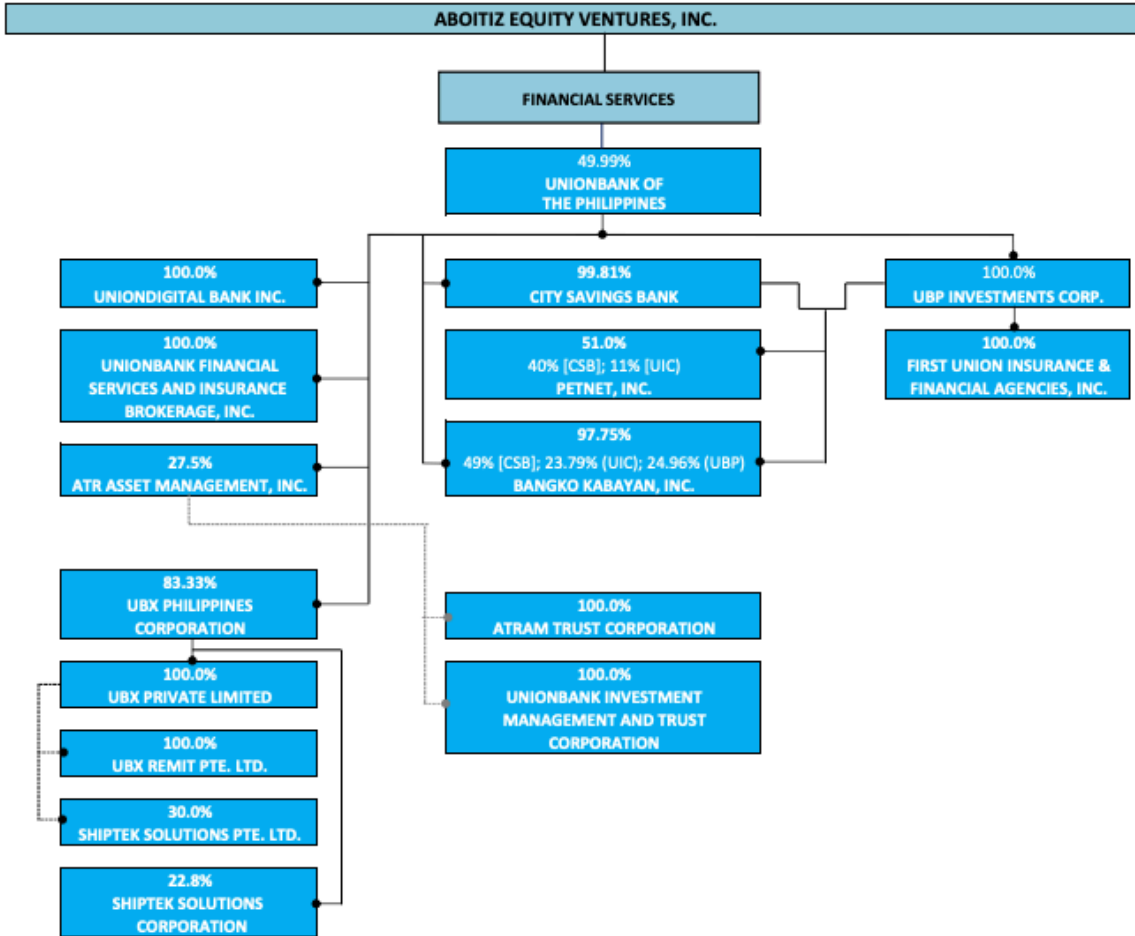 ABOITIZ EQUITY VENTURES, INC.
FINANCIAL SERVICES
49.99%
UNIONBANK OF
THE PHILIPPINES
100.0%
UNIONDIGITAL BANK INC.
99.81%
CITY SAVINGS BANK
100.0%
UBP INVESTMENTS CORP.
100.0%
UNIONBANK FINANCIAL
SERVICES AND INSURANCE
BROKERAGE, INC.
51.0%
40% [CSB]; 11% [UIC)
PETNET, INC.
100.0%
FIRST UNION INSURANCE &
FINANCIAL AGENCIES, INC.
27.5%
ATR ASSET MANAGEMENT, INC.
97.75%
49% [CSB]; 23.79% (UIC); 24.96% (UBP)
BANGKO KABAYAN, INC.
83.33%
UBX PHILIPPINES
CORPORATION
100.0%
ATRAM TRUST CORPORATION
100.0%
UBX PRIVATE LIMITED
100.0%
UNIONBANK INVESTMENT
MANAGEMENT AND TRUST
CORPORATION
100.0%
UBX REMIT PTE. LTD.
30.0%
SHIPTEK SOLUTIONS PTE. LTD.
22.8%
SHIPTEK SOLUTIONS
CORPORATION